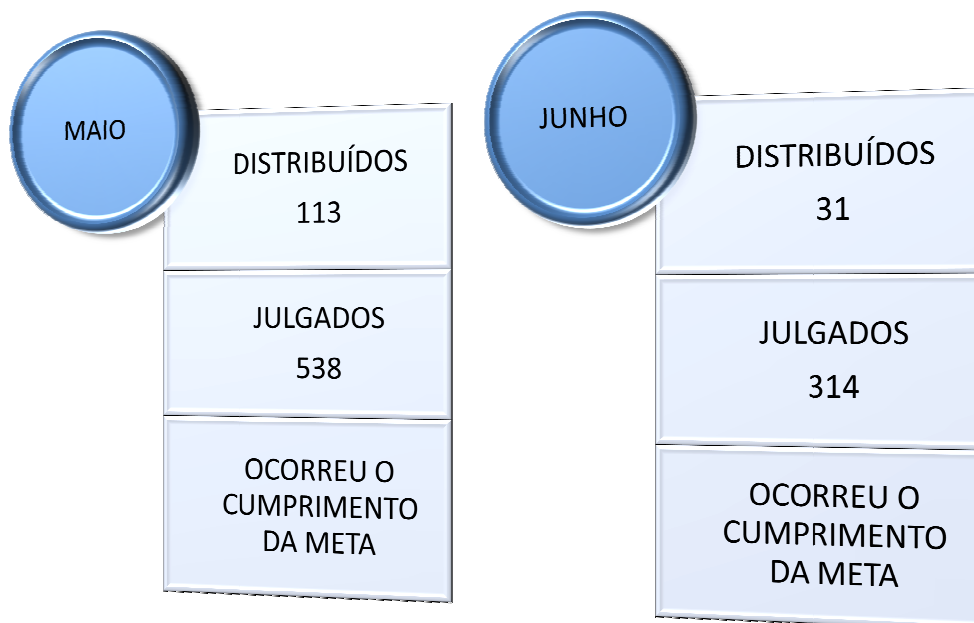 MAIO
DISTRIBUÍDOS
113
JULGADOS
538
OCORREU O
CUMPRIMENTO
DA META
JUNHO
DISTRIBUÍDOS
31
JULGADOS
314
OCORREU O
CUMPRIMENTO
DA META